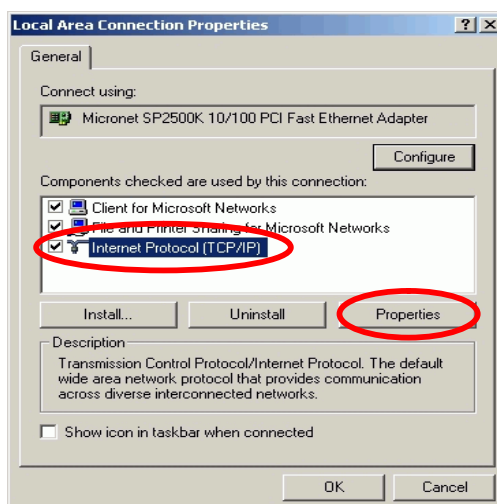 Local Area Connection Properties
General
Connect using:
Micronet SP2500K 10/100 PCI Fast Ethernet Adapter
Configure
Components checked are used by this connection:
Client for Microsoft Networks
File and Printer Sharing for Microsoft Networks
Internet Protocol (TCP/IP)
Install... Uninstall Properties
Description
Transmission Control Protocol/Internet Protocol. The default
wide area network protocol that provides communication
across diverse interconnected networks.
Show icon in taskbar when connected
OK Cancel